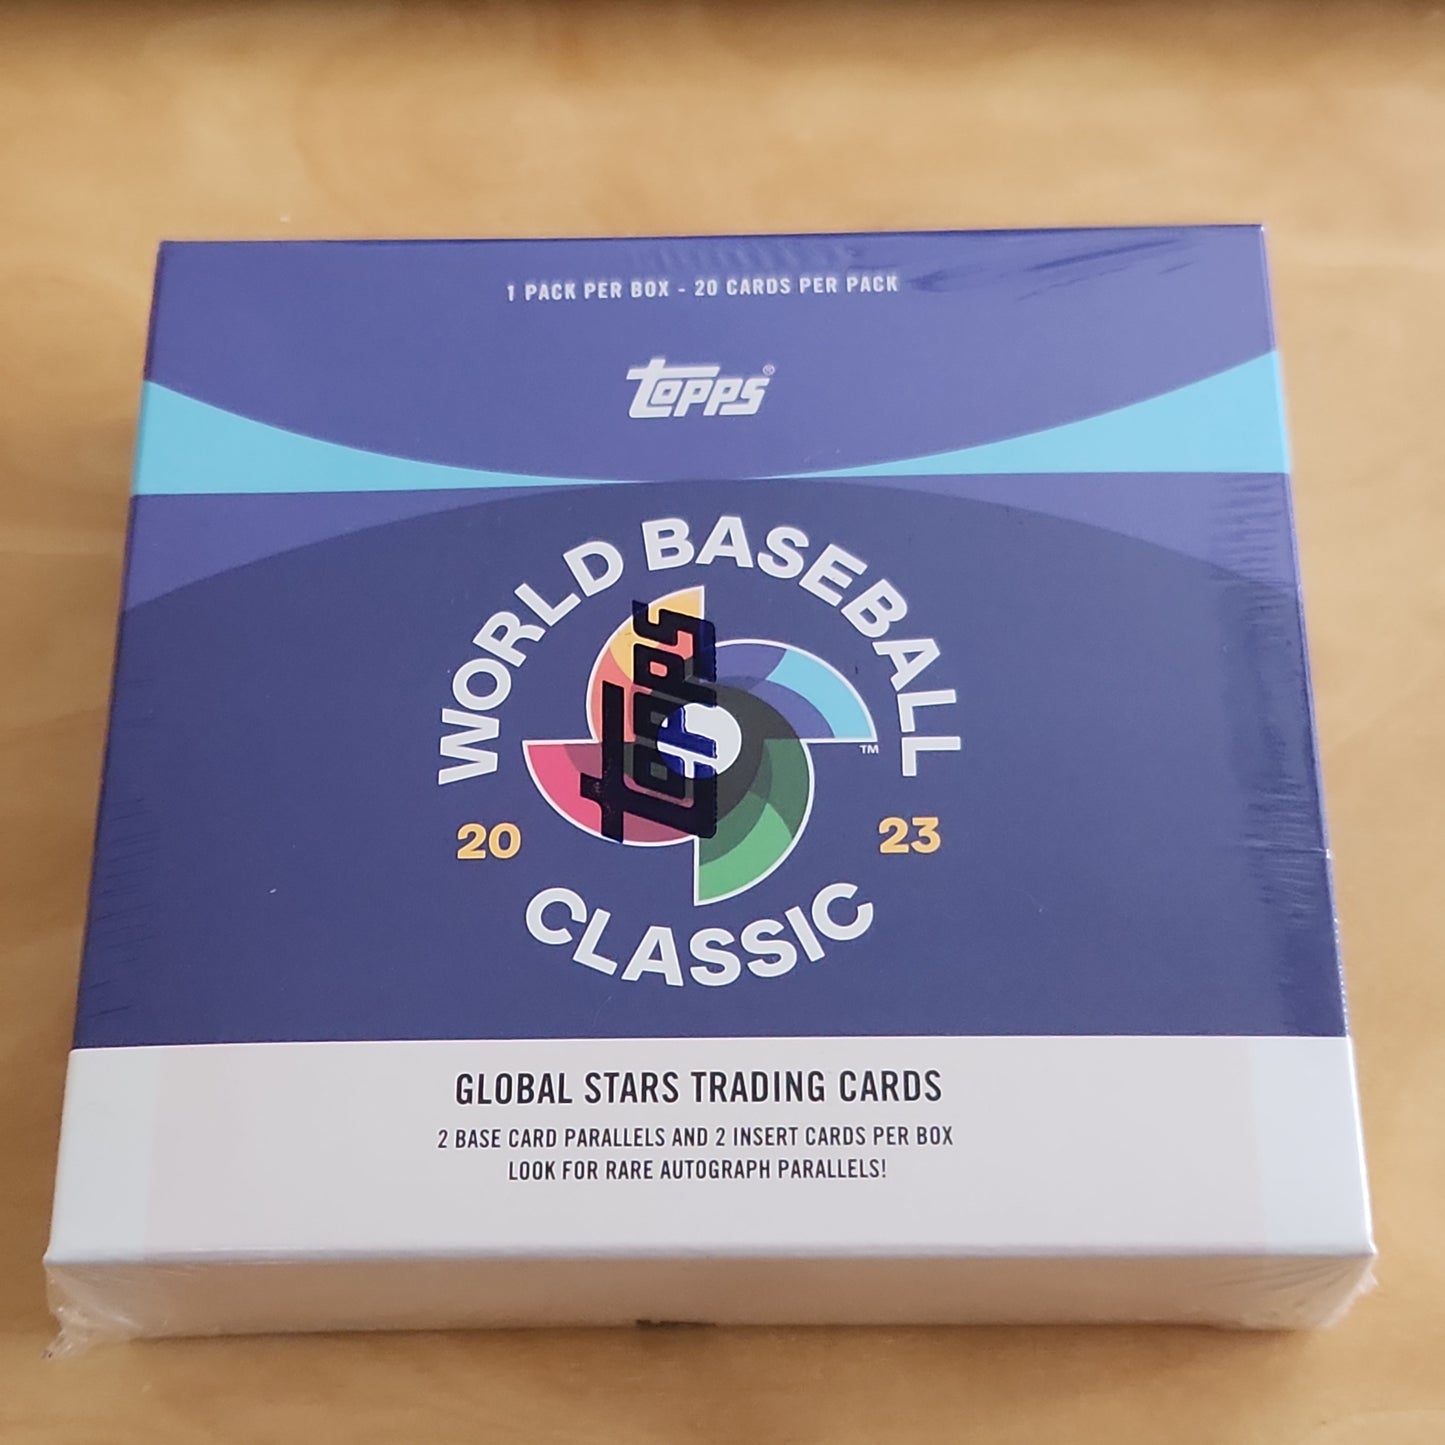 1 PACK PER BOX - 20 CARDS PER PACK
Topps®
WORLD BASEBALL
Topps
™
20 23
CLASSIC
GLOBAL STARS TRADING CARDS
2 BASE CARD PARALLELS AND 2 INSERT CARDS PER BOX
LOOK FOR RARE AUTOGRAPH PARALLELS!